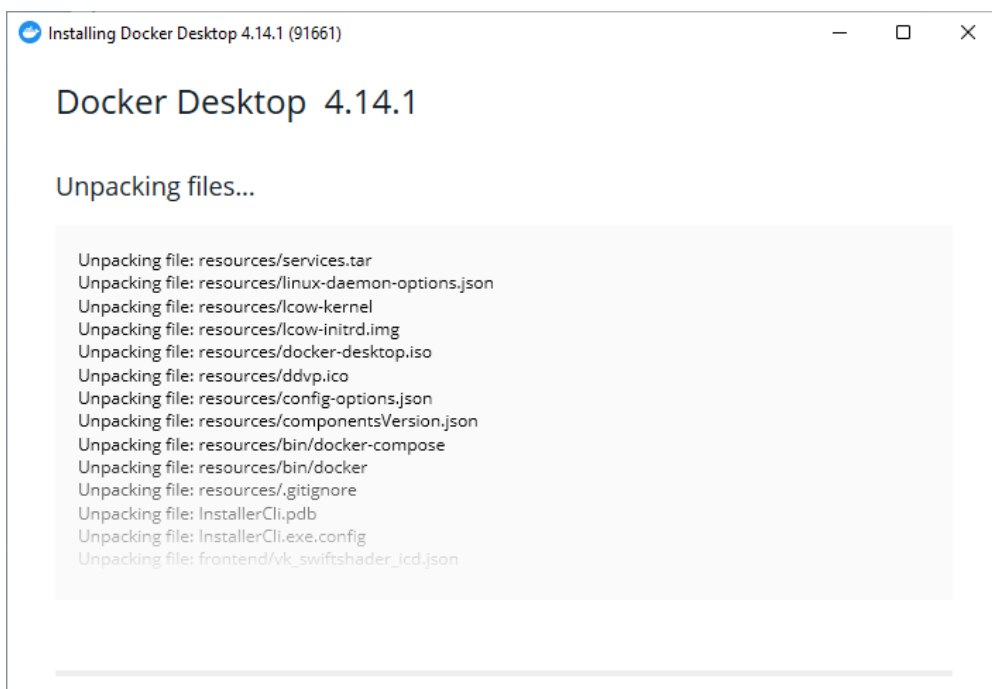 Installing Docker Desktop 4.14.1 (91661)
Docker Desktop 4.14.1
Unpacking files...
Unpacking file: resources/services.tar
Unpacking file: resources/linux-daemon-options.json
Unpacking file: resources/lcow-kernel
Unpacking file: resources/lcow-initrd.img
Unpacking file: resources/docker-desktop.iso
Unpacking file: resources/ddvp.ico
Unpacking file: resources/config-options.json
Unpacking file: resources/componentsVersion.json
Unpacking file: resources/bin/docker-compose
Unpacking file: resources/bin/docker
Unpacking file: resources/.gitignore
Unpacking file: InstallerCli.pdb
Unpacking file: InstallerCli.exe.config
Unpacking file: frontend/vk_swiftshader_icd.json